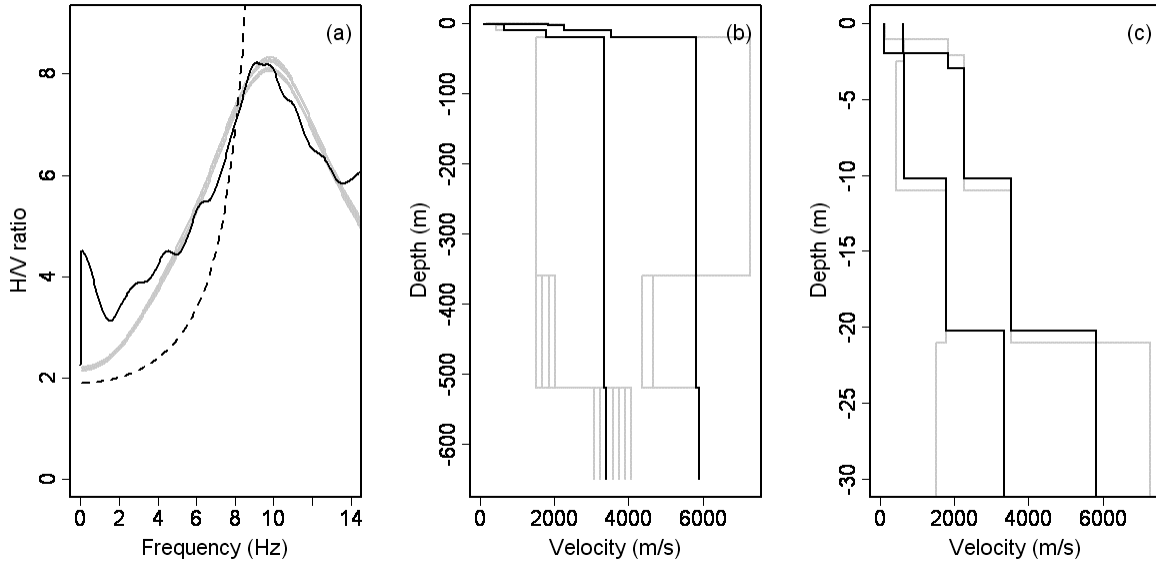 (a)
H/V ratio
8
6
4
2
0
0 2 4 6 8 10 12 14
Frequency (Hz)
(b)
Depth (m)
0
-100
-200
-300
-400
-500
-600
0 2000 4000 6000
Velocity (m/s)
(c)
Depth (m)
0
-5
-10
-15
-20
-25
-30
0 2000 4000 6000
Velocity (m/s)